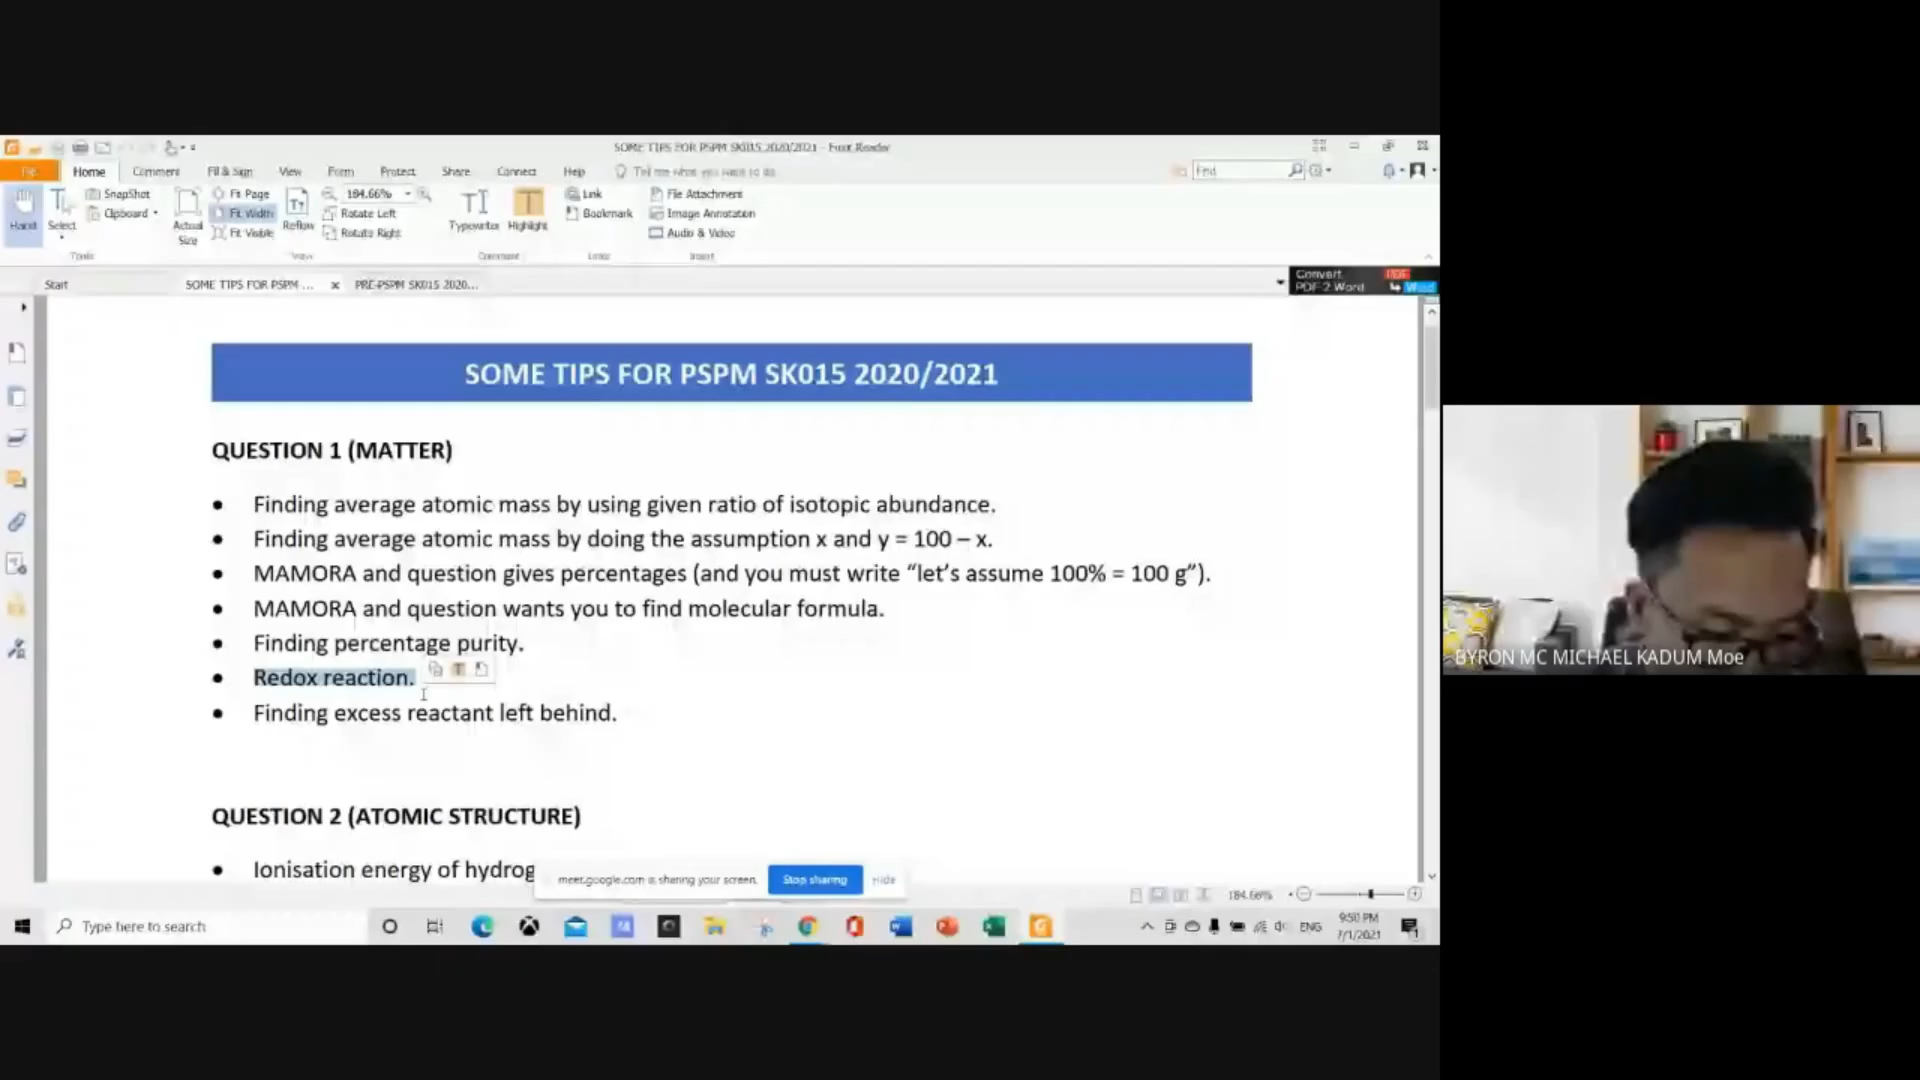 SOME TIPS FOR PSPM SK015 2020/2021 - Foxit Reader
File Home Comment Fill & Sign View Form Protect Share Connect Help Tell me what you want to do Find
Hand
Select
SnapShot
Clipboard
Actual Size
Fit Page
Fit Width
Fit Visible
Reflow
184.66%
Rotate Left
Rotate Right
Typewriter
Highlight
Link
Bookmark
File Attachment
Image Annotation
Audio & Video
Tools View Comment Links Insert
Start SOME TIPS FOR PSPM ... x PRE-PSPM SK015 2020...
Convert
PDF 2 Word
PDF
Word
SOME TIPS FOR PSPM SK015 2020/2021
QUESTION 1 (MATTER)
• Finding average atomic mass by using given ratio of isotopic abundance.
• Finding average atomic mass by doing the assumption x and y = 100 – x.
• MAMORA and question gives percentages (and you must write “let’s assume 100% = 100 g”).
• MAMORA and question wants you to find molecular formula.
• Finding percentage purity.
• Redox reaction.
• Finding excess reactant left behind.
QUESTION 2 (ATOMIC STRUCTURE)
• Ionisation energy of hydrog
meet.google.com is sharing your screen. Stop sharing Hide
184.66%
Type here to search
ENG
9:50 PM
7/1/2021
BYRON MC MICHAEL KADUM Moe